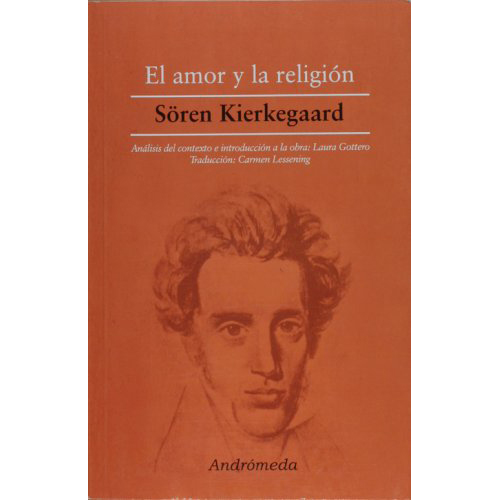 El amor y la religión
Sören Kierkegaard
Análisis del contexto e introducción a la obra: Laura Gottero
Traducción: Carmen Lessening
Andrómeda